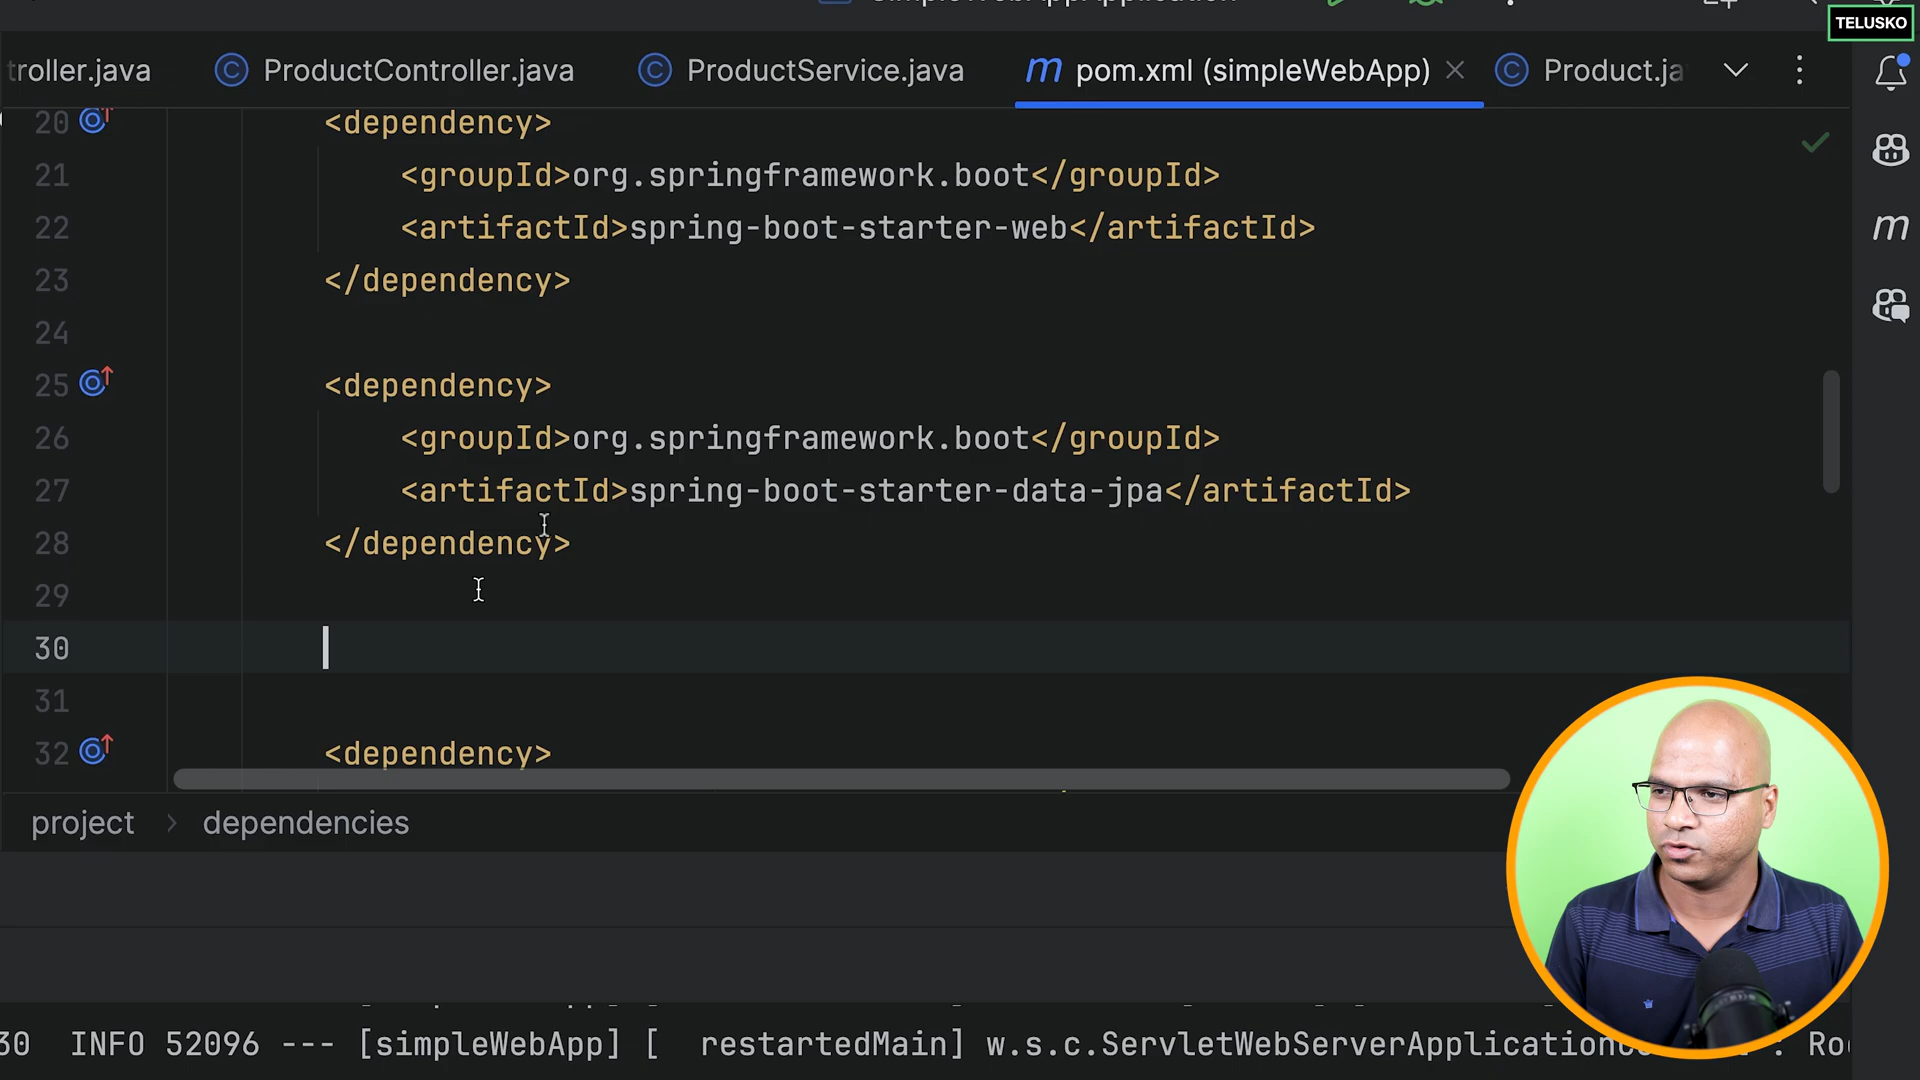 TELUSKO
troller.java ProductController.java ProductService.java pom.xml (simpleWebApp) Product.ja
20 <dependency>
21 <groupId>org.springframework.boot</groupId>
22 <artifactId>spring-boot-starter-web</artifactId>
23 </dependency>
24
25 <dependency>
26 <groupId>org.springframework.boot</groupId>
27 <artifactId>spring-boot-starter-data-jpa</artifactId>
28 </dependency>
29
30
31
32 <dependency>
project > dependencies
30 INFO 52096 --- [simpleWebApp] [ restartedMain] w.s.c.ServletWebServerApplication : Ro